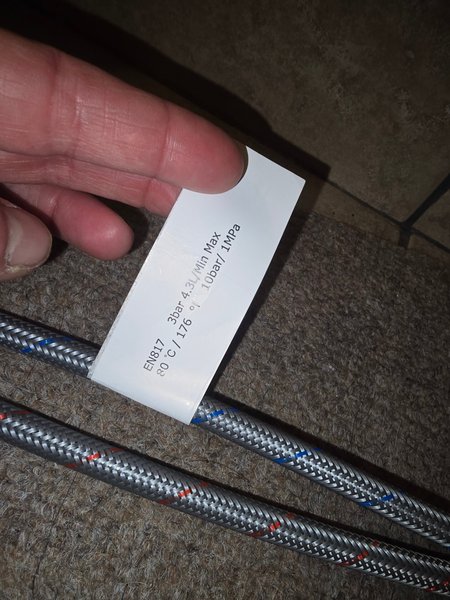 EN817 3bar 4.3L/Min Max
80°C / 176 °F 10bar/ 1MPa